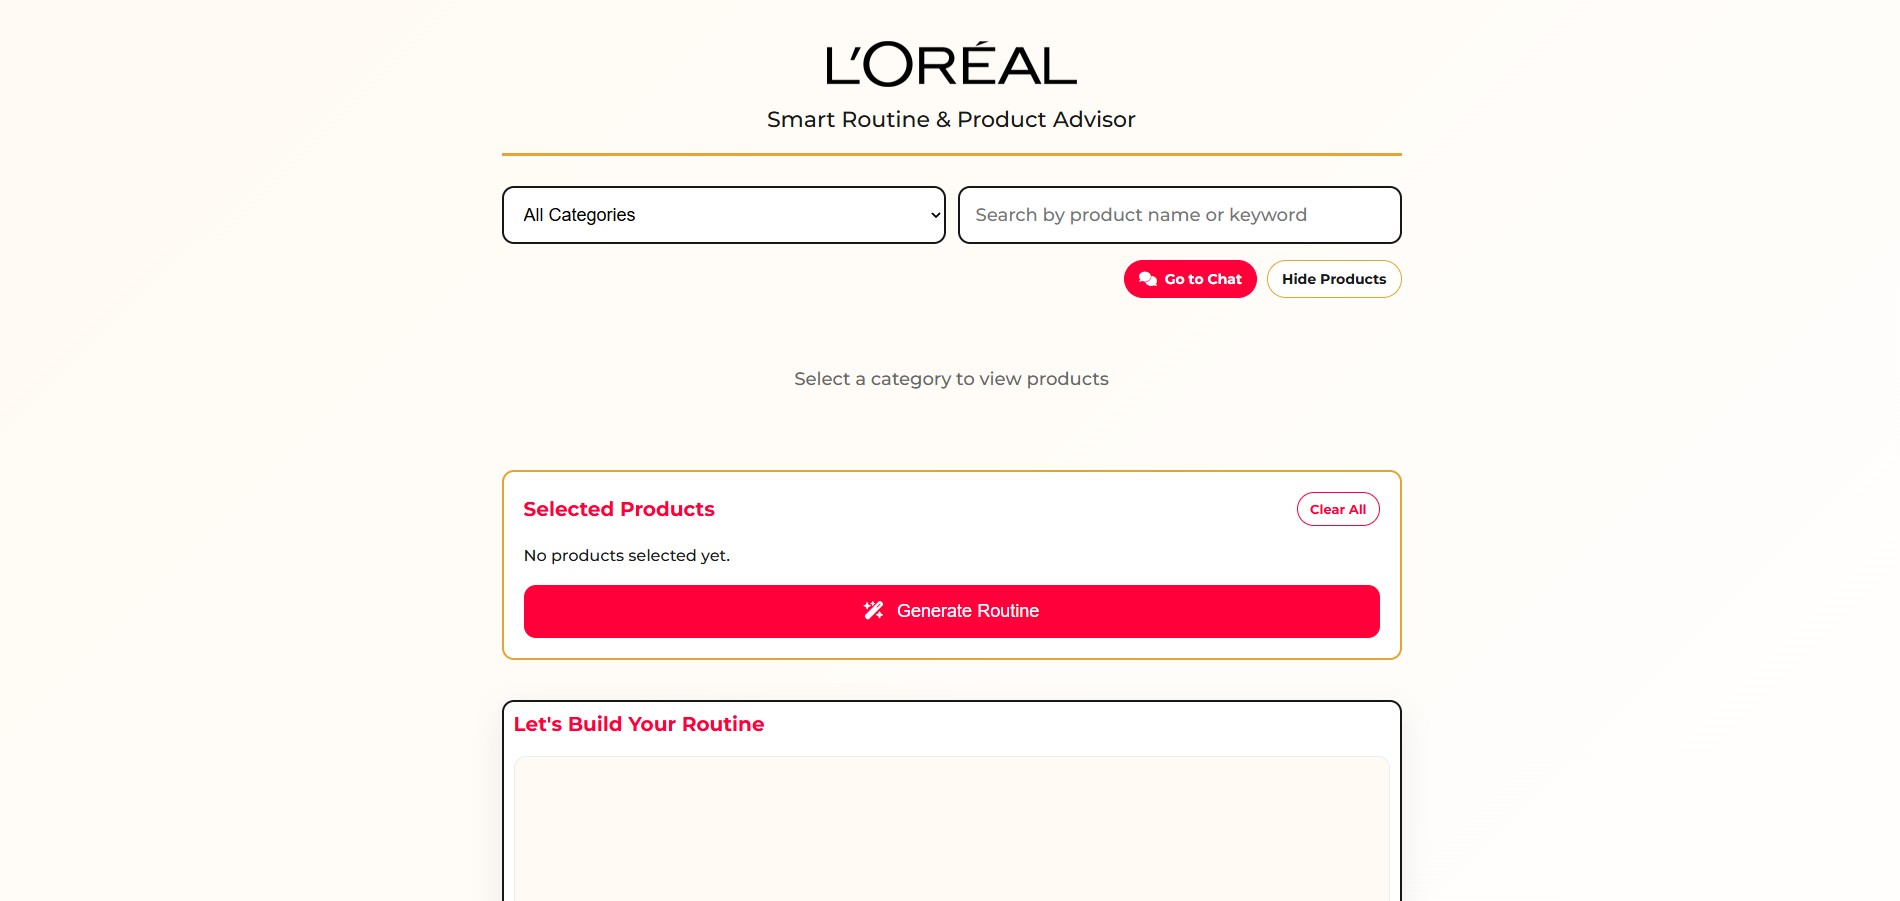 L'ORÉAL
Smart Routine & Product Advisor
All Categories
Search by product name or keyword
Go to Chat
Hide Products
Select a category to view products
Selected Products
Clear All
No products selected yet.
Generate Routine
Let's Build Your Routine